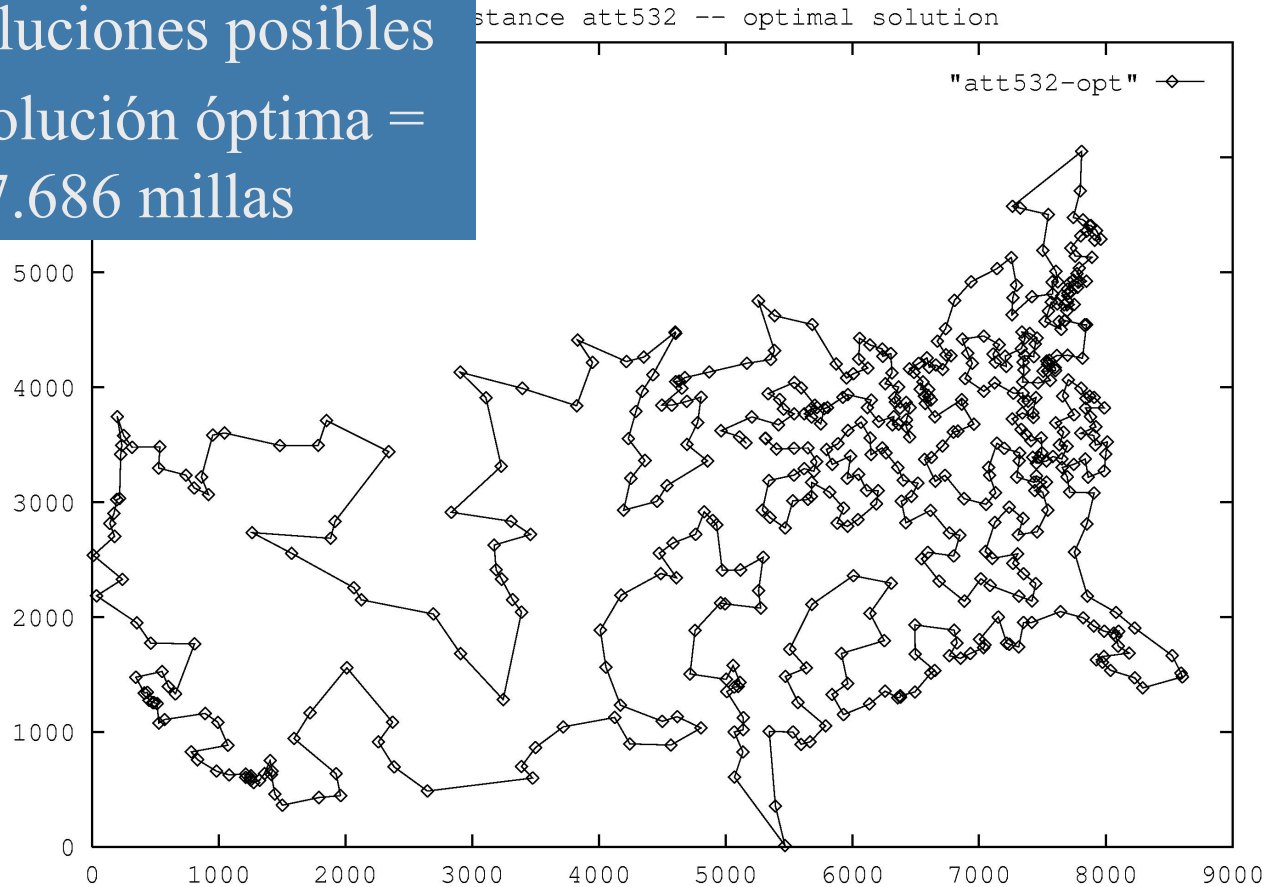 luciones posibles
olución óptima =
7.686 millas
stance att532 -- optimal solution
"att532-opt"
5000
4000
3000
2000
1000
0
0 1000 2000 3000 4000 5000 6000 7000 8000 9000